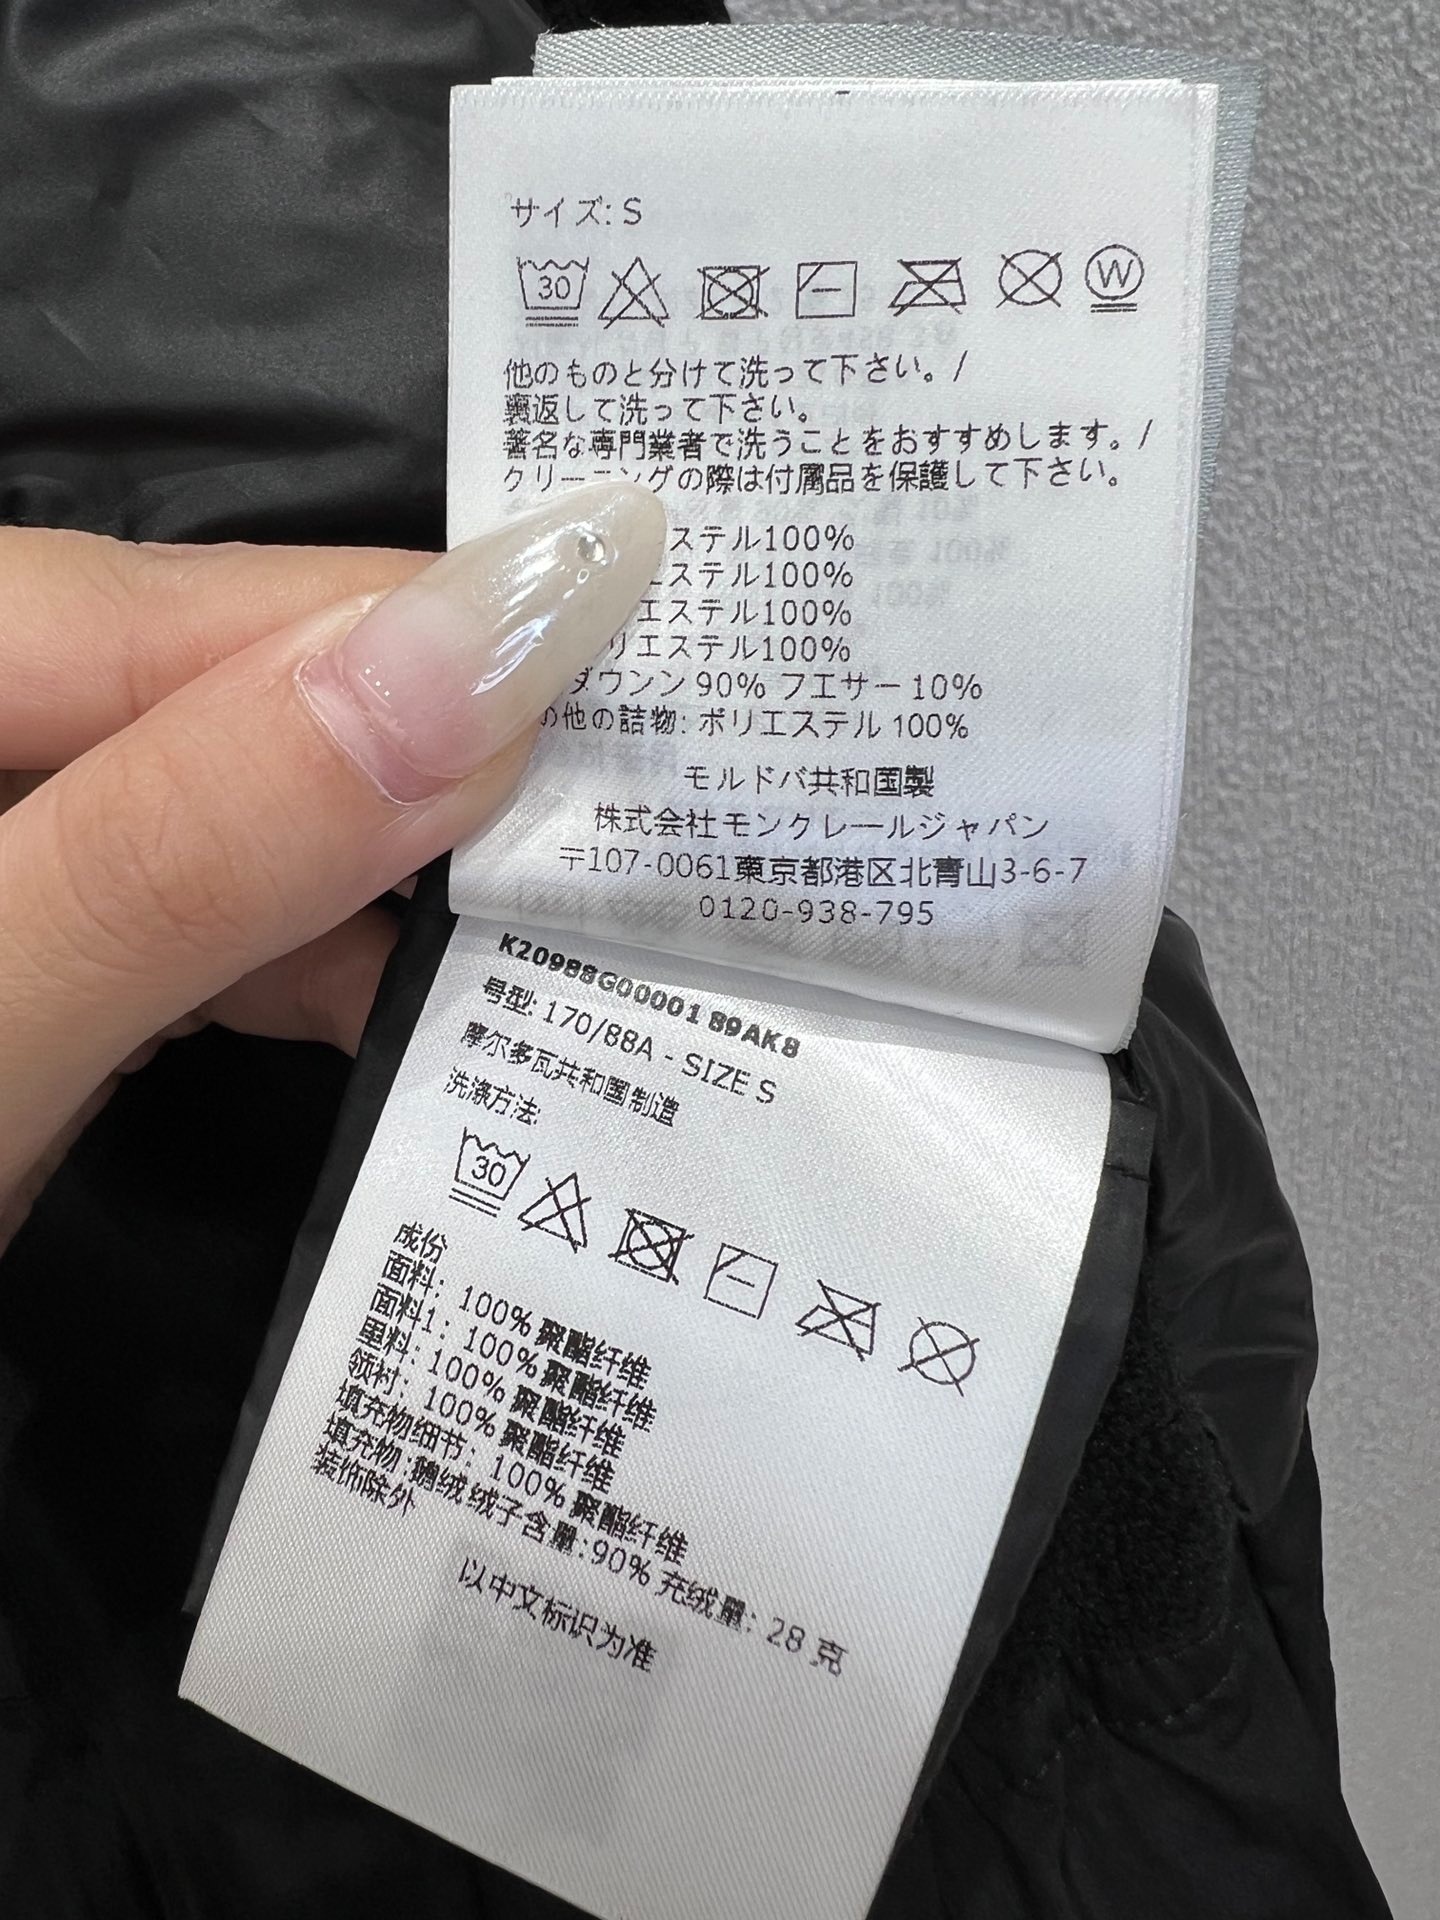 サイズ: S
30
W
他のものと分けて洗って下さい。/
裏返して洗って下さい。
著名な専門業者で洗うことをおすすめします。/
クリーニングの際は付属品を保護して下さい。
ステル100%
エステル100%
エステル100%
リエステル100%
ダウンン 90% フエサー 10%
の他の詰物: ポリエステル 100%
モルドバ共和国製
株式会社モンクレールジャパン
〒107-0061東京都港区北青山3-6-7
0120-938-795
K20988G00001 89AK8
号型: 170/88A - SIZE S
摩尔多瓦共和国制造
洗涤方法:
30
成份
面料: 100% 聚酯纤维
面料1: 100% 聚酯纤维
里料: 100% 聚酯纤维
领衬: 100% 聚酯纤维
填充物细节: 100% 聚酯纤维
填充物:鹅绒 绒子含量:90% 充绒量: 28 克
装饰除外
以中文标识为准